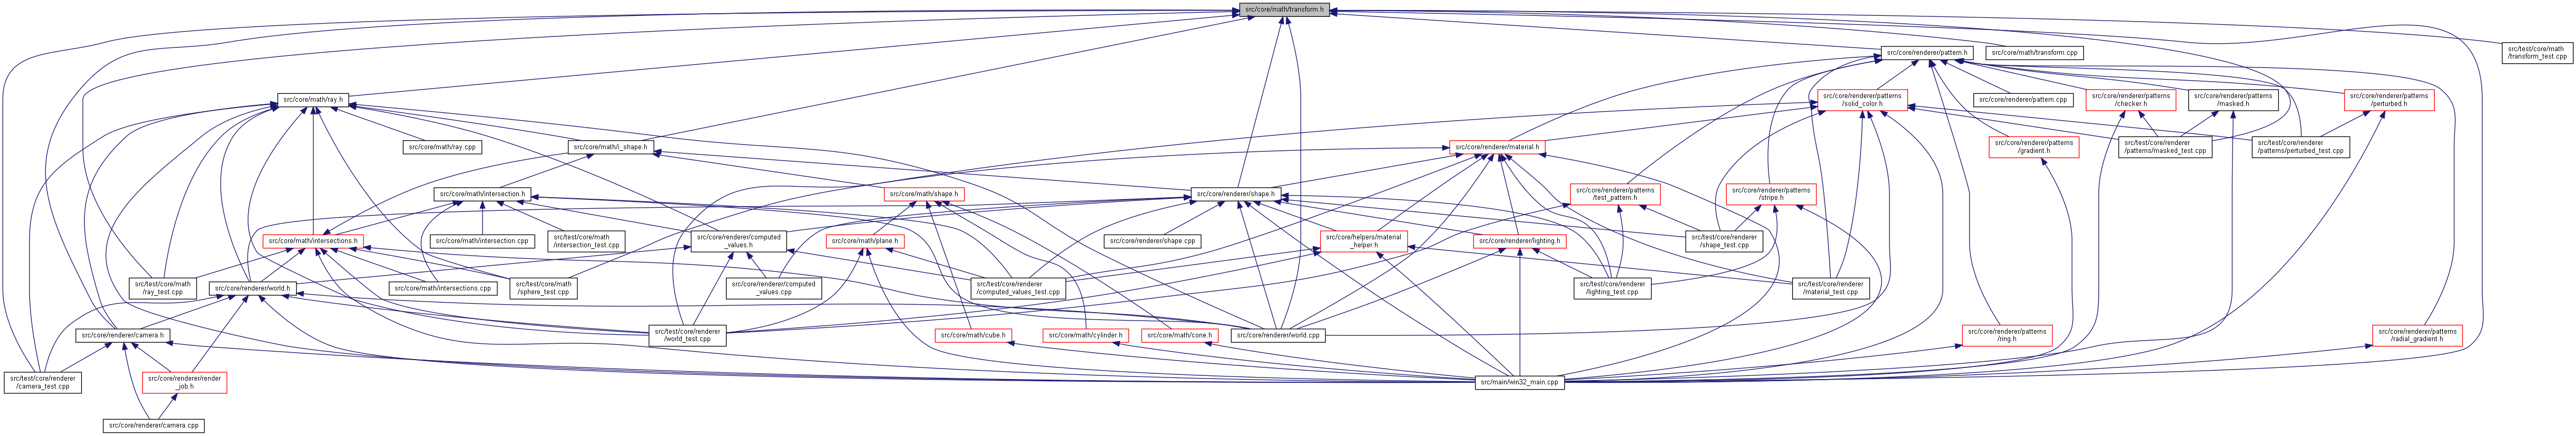 src/core/math/transform.h
src/core/renderer/pattern.h
src/core/math/transform.cpp
src/test/core/math
/transform_test.cpp
src/core/math/ray.h
src/core/renderer/patterns
/solid_color.h
src/core/renderer/pattern.cpp
src/core/renderer/patterns
/checker.h
src/core/renderer/patterns
/masked.h
src/core/renderer/patterns
/perturbed.h
src/core/math/ray.cpp
src/core/math/i_shape.h
src/core/renderer/material.h
src/core/renderer/patterns
/gradient.h
src/test/core/renderer
/patterns/masked_test.cpp
src/test/core/renderer
/patterns/perturbed_test.cpp
src/core/math/intersection.h
src/core/math/shape.h
src/core/renderer/shape.h
src/core/renderer/patterns
/test_pattern.h
src/core/renderer/patterns
/stripe.h
src/core/math/intersections.h
src/core/math/intersection.cpp
src/test/core/math
/intersection_test.cpp
src/core/renderer/computed
_values.h
src/core/math/plane.h
src/core/renderer/shape.cpp
src/core/helpers/material
_helper.h
src/core/renderer/lighting.h
src/test/core/renderer
/shape_test.cpp
src/test/core/math
/ray_test.cpp
src/core/renderer/world.h
src/core/math/intersections.cpp
src/test/core/math
/sphere_test.cpp
src/core/renderer/computed
_values.cpp
src/test/core/renderer
/computed_values_test.cpp
src/test/core/renderer
/lighting_test.cpp
src/test/core/renderer
/material_test.cpp
src/core/renderer/camera.h
src/test/core/renderer
/world_test.cpp
src/core/math/cube.h
src/core/math/cylinder.h
src/core/math/cone.h
src/core/renderer/world.cpp
src/core/renderer/patterns
/ring.h
src/core/renderer/patterns
/radial_gradient.h
src/test/core/renderer
/camera_test.cpp
src/core/renderer/render
_job.h
src/main/win32_main.cpp
src/core/renderer/camera.cpp